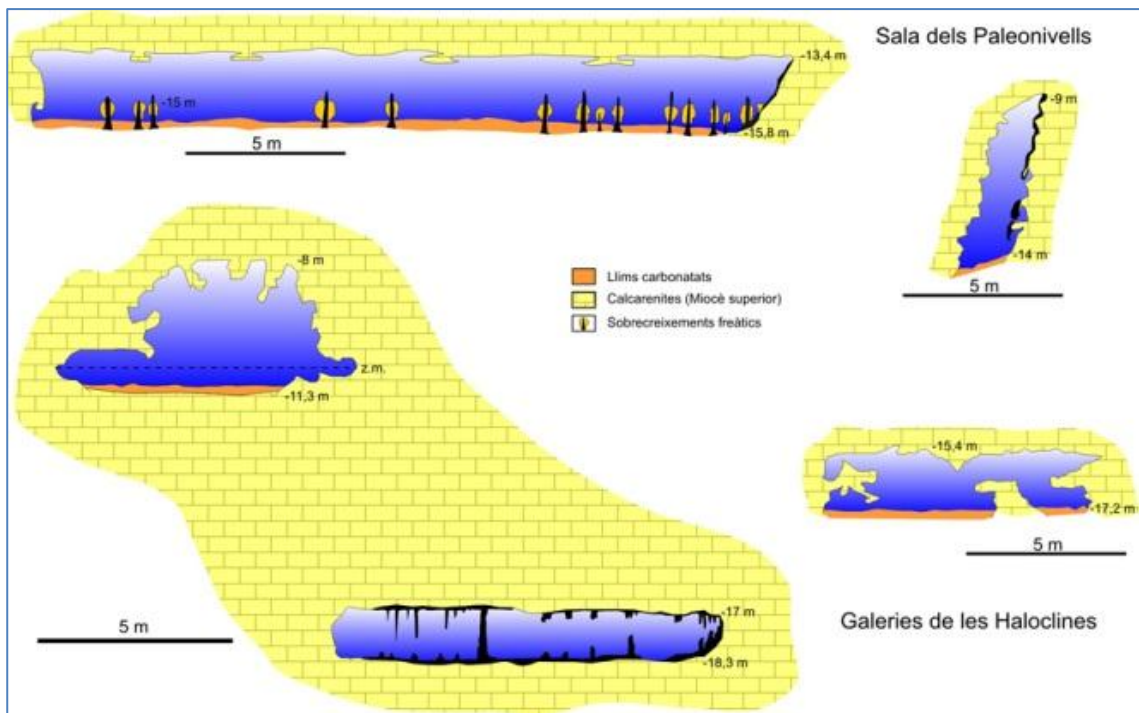 Sala dels Paleonivells
-13,4 m
-15 m
-15,8 m
5 m
-9 m
-14 m
5 m
-8 m
z.m.
-11,3 m
Llims carbonatats
Calcarenites (Miocè superior)
Sobrecreixements freàtics
-15,4 m
-17,2 m
5 m
5 m
-17 m
-18,3 m
Galeries de les Haloclines